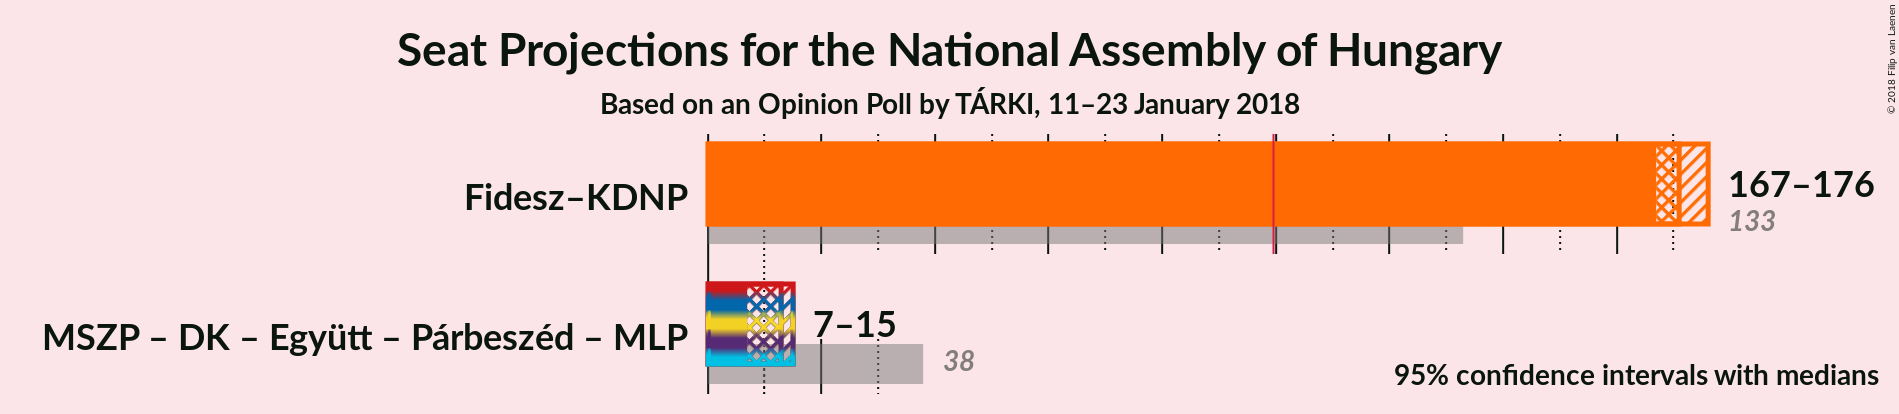 Seat Projections for the National Assembly of Hungary
Based on an Opinion Poll by TÁRKI, 11–23 January 2018
© 2018 Filip van Laenen
Fidesz–KDNP
167–176
133
MSZP – DK – Együtt – Párbeszéd – MLP
7–15
38
95% confidence intervals with medians